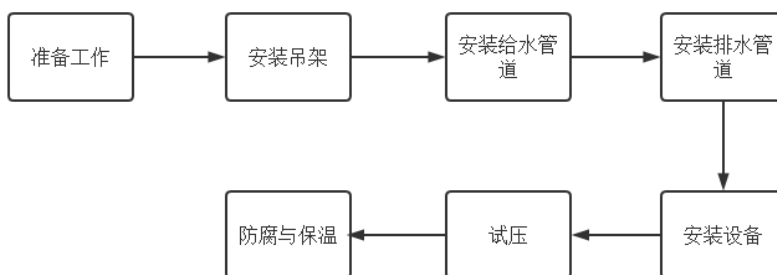 准备工作
安装吊架
安装给水管
道
安装排水管
道
安装设备
试压
防腐与保温